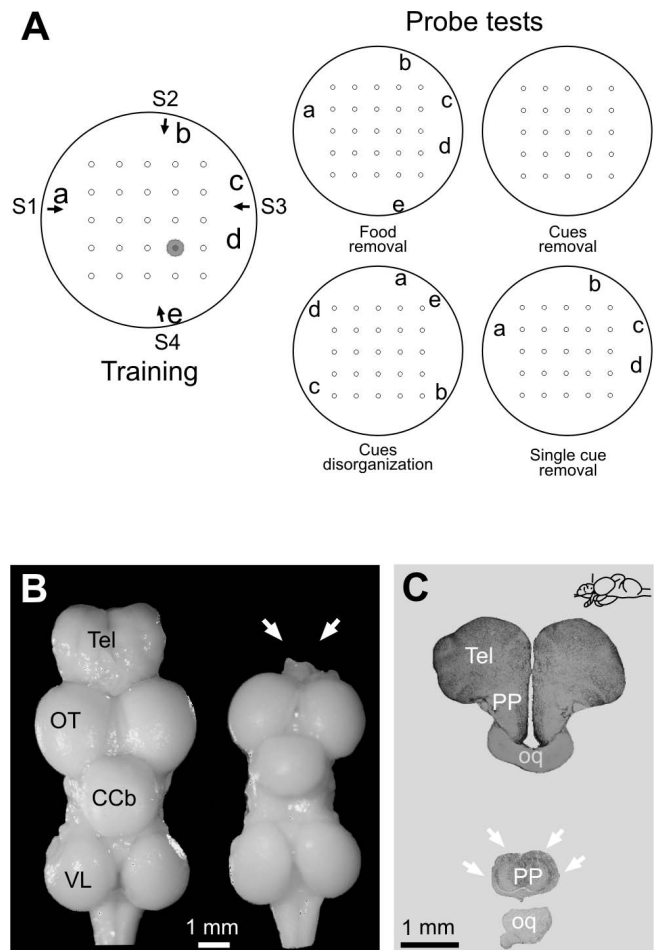 A
Probe tests
S2
b
a
c
S1
S3
d
e
S4
Training
b
a
c
d
e
Food
removal
Cues
removal
a
d
e
c
b
Cues
disorganization
b
a
c
d
Single cue
removal
B
Tel
OT
CCb
VL
1 mm
C
Tel
PP
oq
PP
oq
1 mm